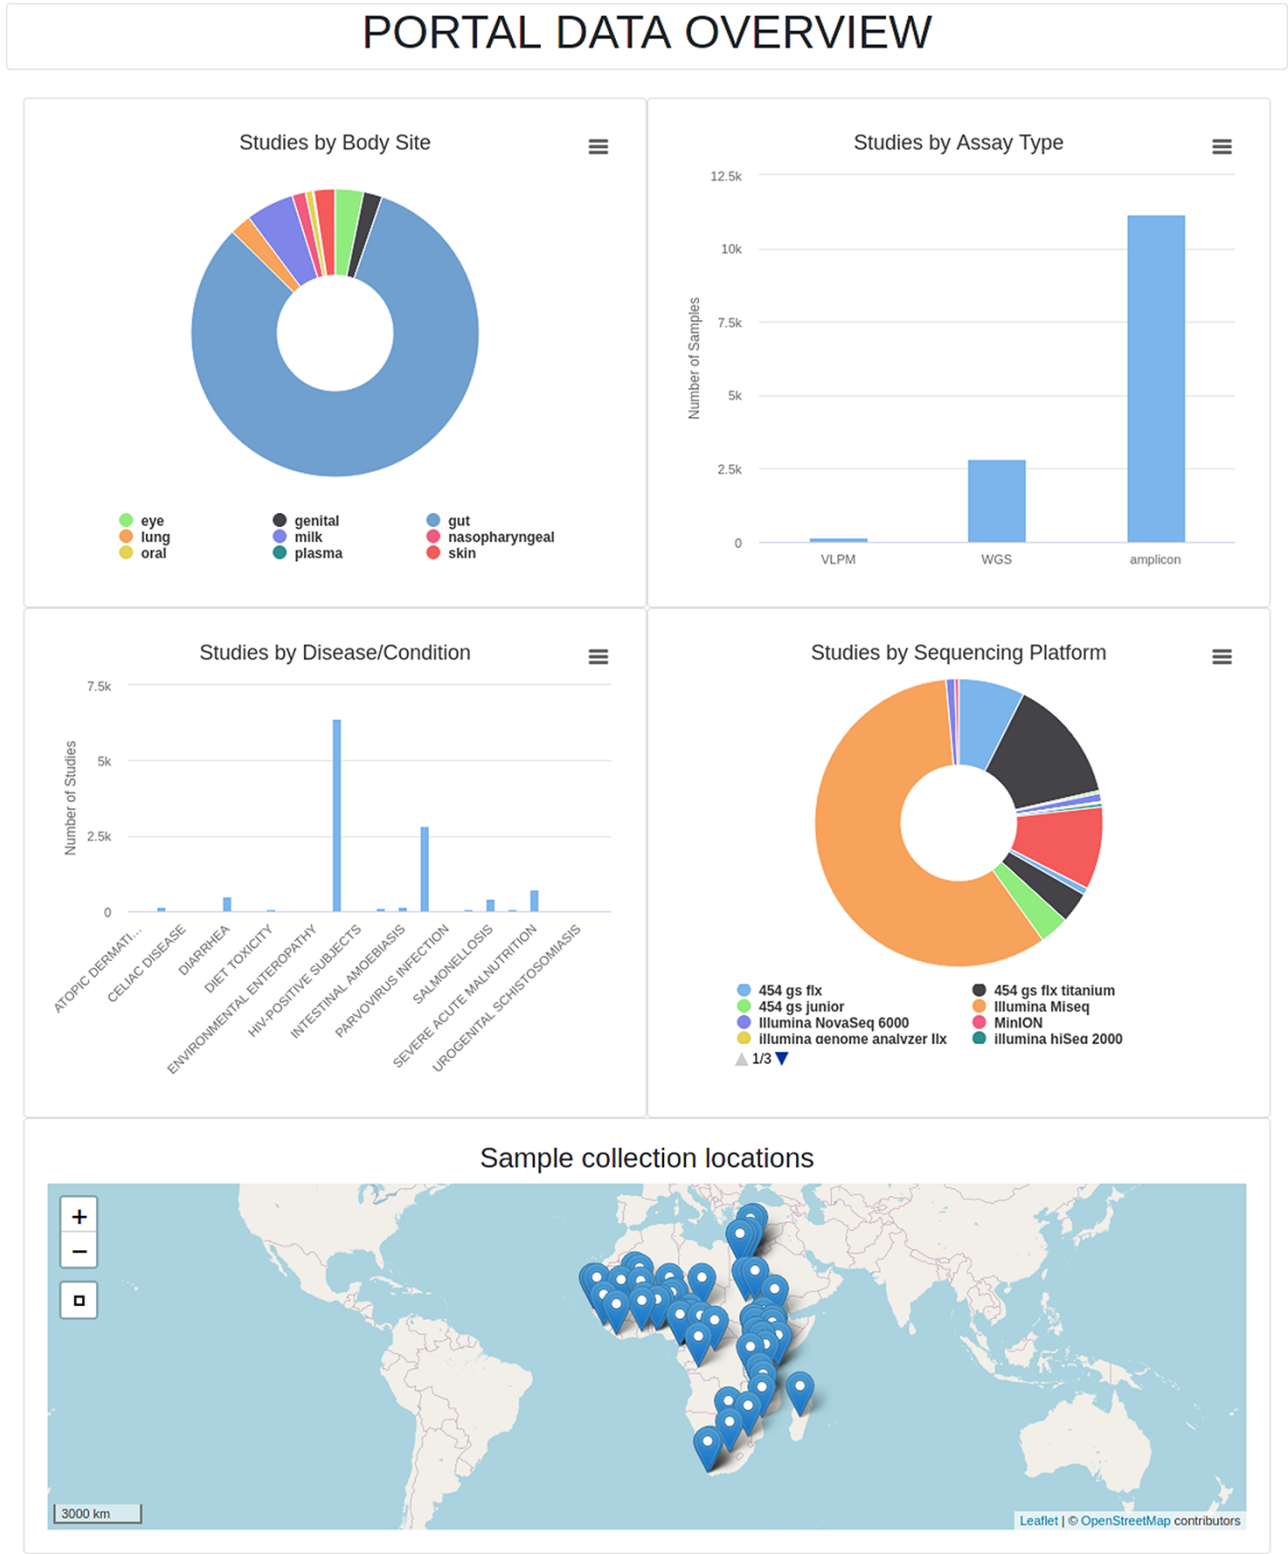 PORTAL DATA OVERVIEW
Studies by Body Site
eye
genital
gut
lung
milk
nasopharyngeal
oral
plasma
skin
Studies by Assay Type
Number of Samples
12.5k
10k
7.5k
5k
2.5k
0
VLPM
WGS
amplicon
Studies by Disease/Condition
Number of Studies
7.5k
5k
2.5k
0
ATOPIC DERMATI...
CELIAC DISEASE
DIARRHEA
DIET TOXICITY
ENVIRONMENTAL ENTEROPATHY
HIV-POSITIVE SUBJECTS
INTESTINAL AMOEBIASIS
PARVOVIRUS INFECTION
SALMONELLOSIS
SEVERE ACUTE MALNUTRITION
UROGENITAL SCHISTOSOMIASIS
Studies by Sequencing Platform
454 gs flx
454 gs flx titanium
454 gs junior
Illumina Miseq
Illumina NovaSeq 6000
MinION
illumina genome analyzer IIx
illumina hiSeq 2000
1/3
Sample collection locations
+
−
3000 km
Leaflet | © OpenStreetMap contributors